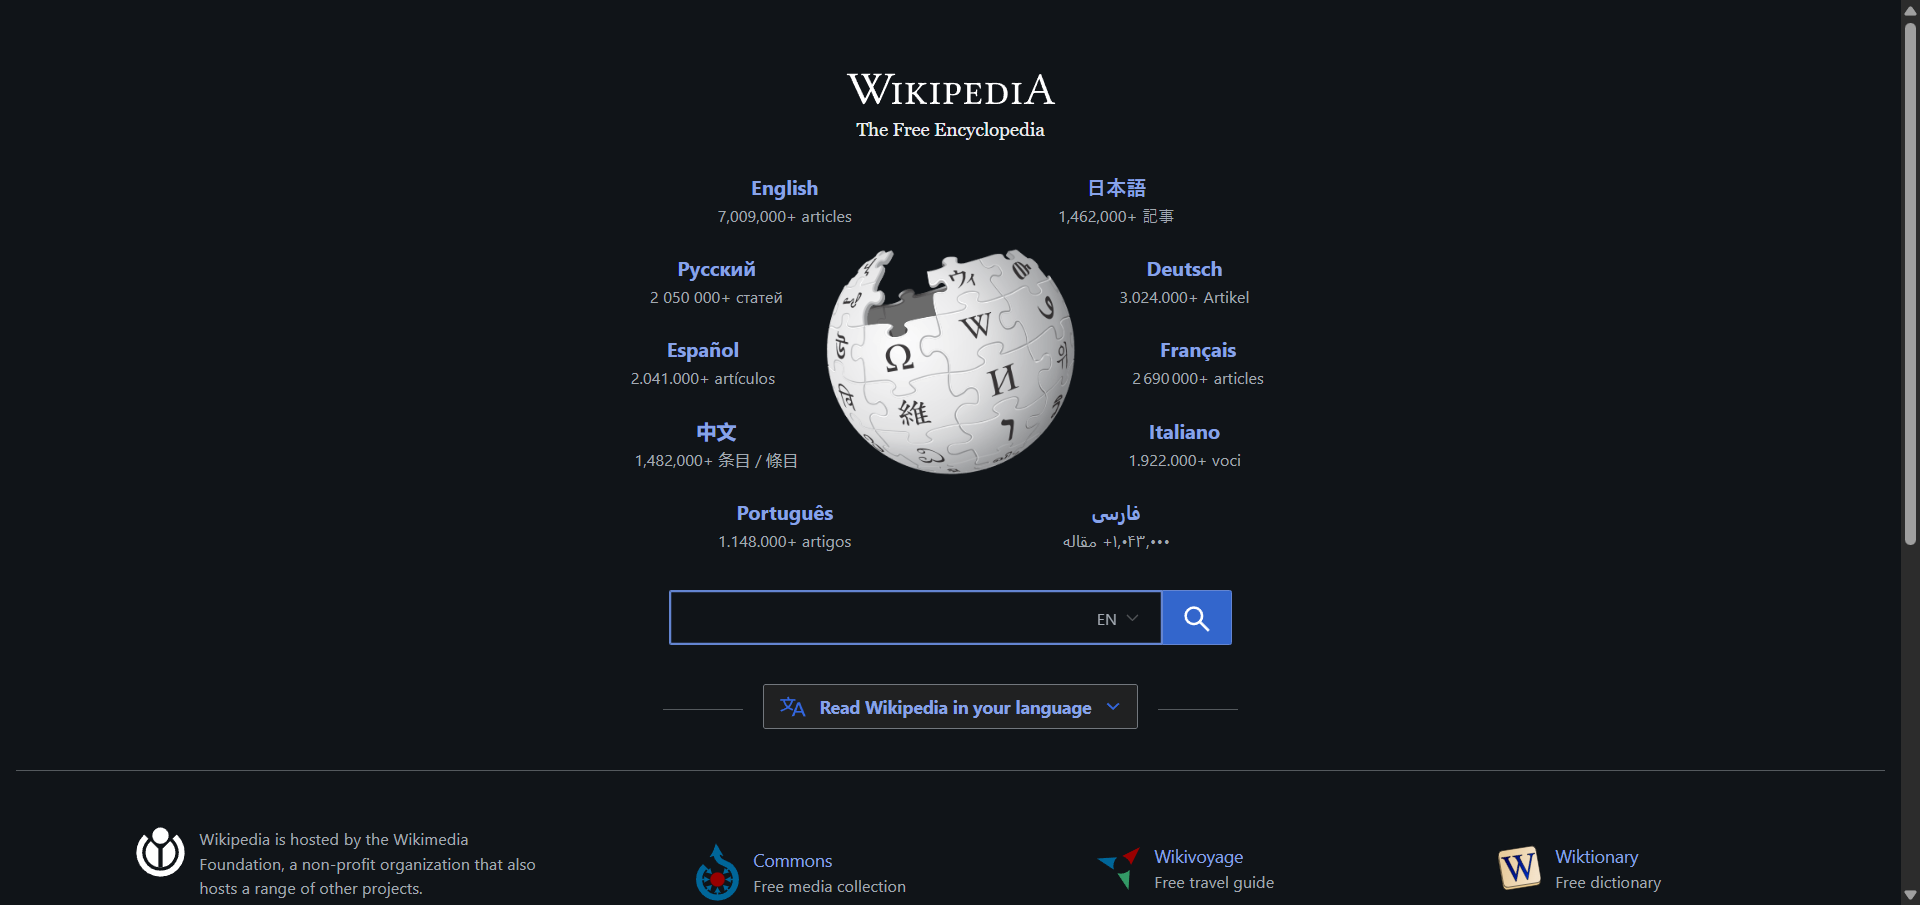 WIKIPEDIA
The Free Encyclopedia
English
7,009,000+ articles
日本語
1,462,000+ 記事
Русский
2 050 000+ статей
Deutsch
3.024.000+ Artikel
Español
2.041.000+ artículos
Français
2 690 000+ articles
中文
1,482,000+ 条目 / 條目
Italiano
1.922.000+ voci
Português
1.148.000+ artigos
فارسی
۱٬۰۴۳٬۰۰۰+ مقاله
Ω
W
И
維
ウィ
EN
Read Wikipedia in your language
Wikipedia is hosted by the Wikimedia
Foundation, a non-profit organization that also
hosts a range of other projects.
Commons
Free media collection
Wikivoyage
Free travel guide
W
Wiktionary
Free dictionary